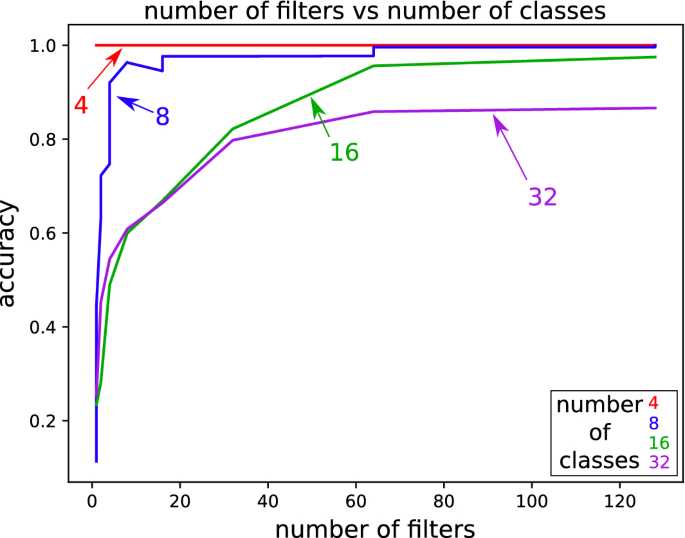 number of filters vs number of classes
1.0
0.8
0.6
0.4
0.2
accuracy
4
8
16
32
number 4
8
of
16
classes 32
0 20 40 60 80 100 120
number of filters